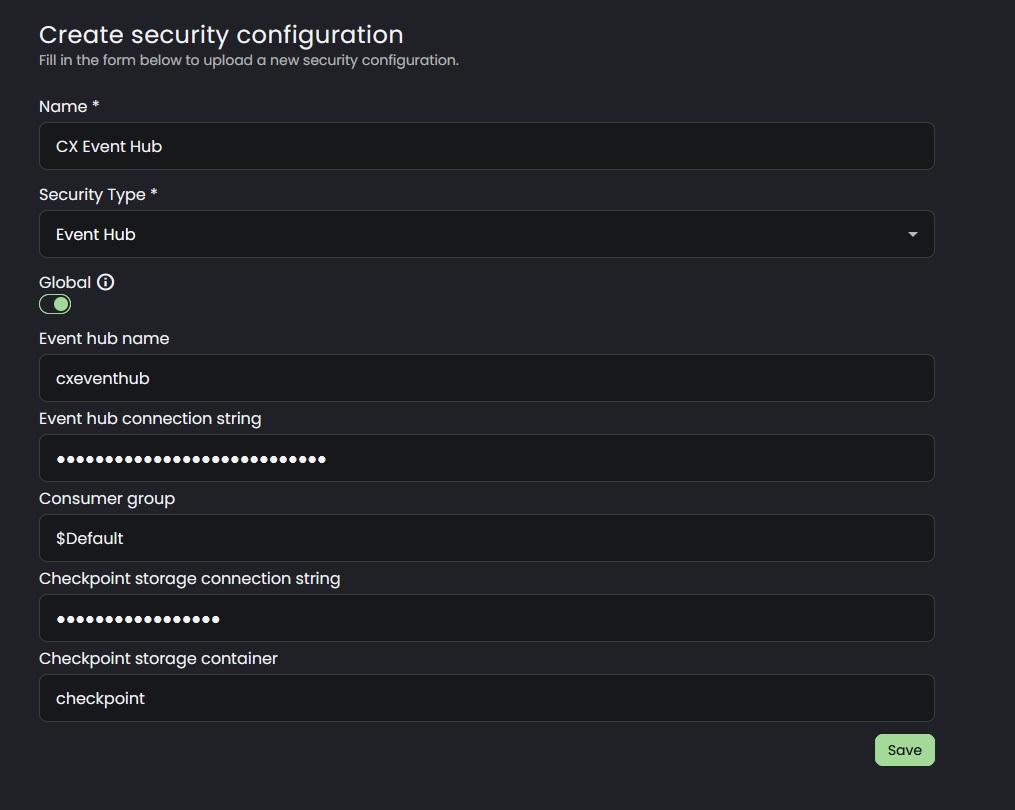 Create security configuration
Fill in the form below to upload a new security configuration.
Name *
CX Event Hub
Security Type *
Event Hub
Global
Event hub name
cxeventhub
Event hub connection string
••••••••••••••••••••••••••••
Consumer group
$Default
Checkpoint storage connection string
•••••••••••••••••
Checkpoint storage container
checkpoint
Save